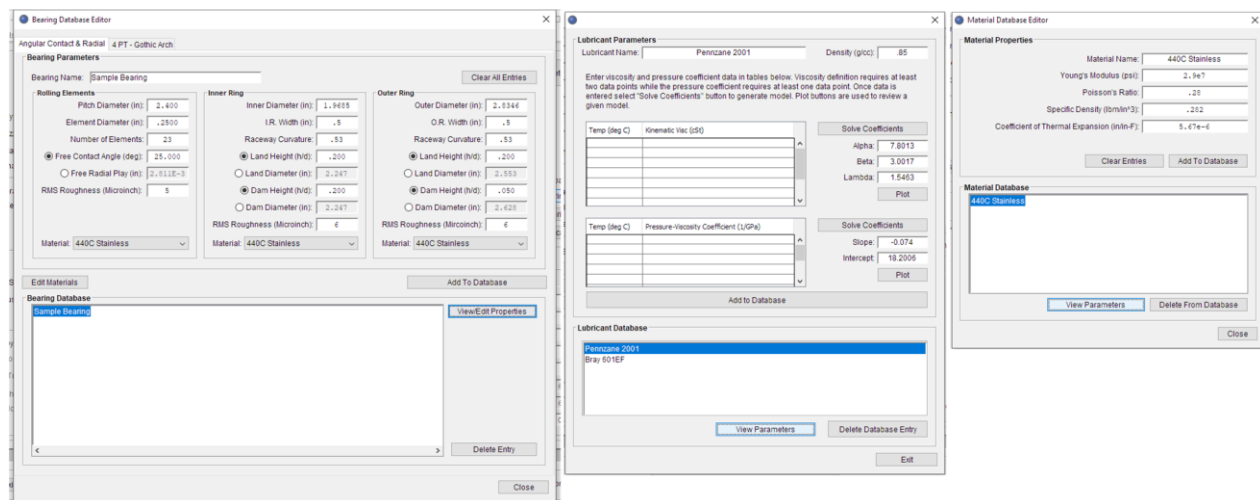 Bearing Database Editor
Angular Contact & Radial 4 PT - Gothic Arch
Bearing Parameters
Bearing Name: Sample Bearing Clear All Entries
Rolling Elements
Pitch Diameter (in): 2.400
Element Diameter (in): .2500
Number of Elements: 23
Free Contact Angle (deg): 25.000
Free Radial Play (in): 2.811E-3
RMS Roughness (Microinch) 5
Material: 440C Stainless
Inner Ring
Inner Diameter (in): 1.9685
I.R. Width (in): .5
Raceway Curvature: .53
Land Height (h/d): .200
Land Diameter (in): 2.247
Dam Height (h/d): .200
Dam Diameter (in): 2.247
RMS Roughness (Microinch): 6
Material: 440C Stainless
Outer Ring
Outer Diameter (in): 2.8346
O.R. Width (in): .5
Raceway Curvature: .53
Land Height (h/d): .200
Land Diameter (in): 2.553
Dam Height (h/d): .050
Dam Diameter (in): 2.628
RMS Roughness (Mircoinch): 6
Material: 440C Stainless
Edit Materials Add To Database
Bearing Database
Sample Bearing
View/Edit Properties
Delete Entry
Close
Lubricant Parameters
Lubricant Name: Pennzane 2001 Density (g/cc): .85
Enter viscosity and pressure coefficient data in tables below. Viscosity definition requires at least
two data points while the pressure coefficient requires at least one data point. Once data is
entered select "Solve Coefficients" button to generate model. Plot buttons are used to review a
given model.
Temp (deg C) Kinematic Visc (cSt)
Solve Coefficients
Alpha: 7.8013
Beta: 3.0017
Lambda: 1.5463
Plot
Temp (deg C) Pressure-Viscosity Coefficient (1/GPa)
Solve Coefficients
Slope: -0.074
Intercept: 18.2006
Plot
Add to Database
Lubricant Database
Pennzane 2001
Bray 601EF
View Parameters Delete Database Entry
Exit
Material Database Editor
Material Properties
Material Name: 440C Stainless
Young's Modulus (psi): 2.9e7
Poisson's Ratio: .28
Specific Density (lbm/in^3): .282
Coefficient of Thermal Expansion (in/in-F): 5.67e-6
Clear Entries Add To Database
Material Database
440C Stainless
View Parameters Delete From Database
Close